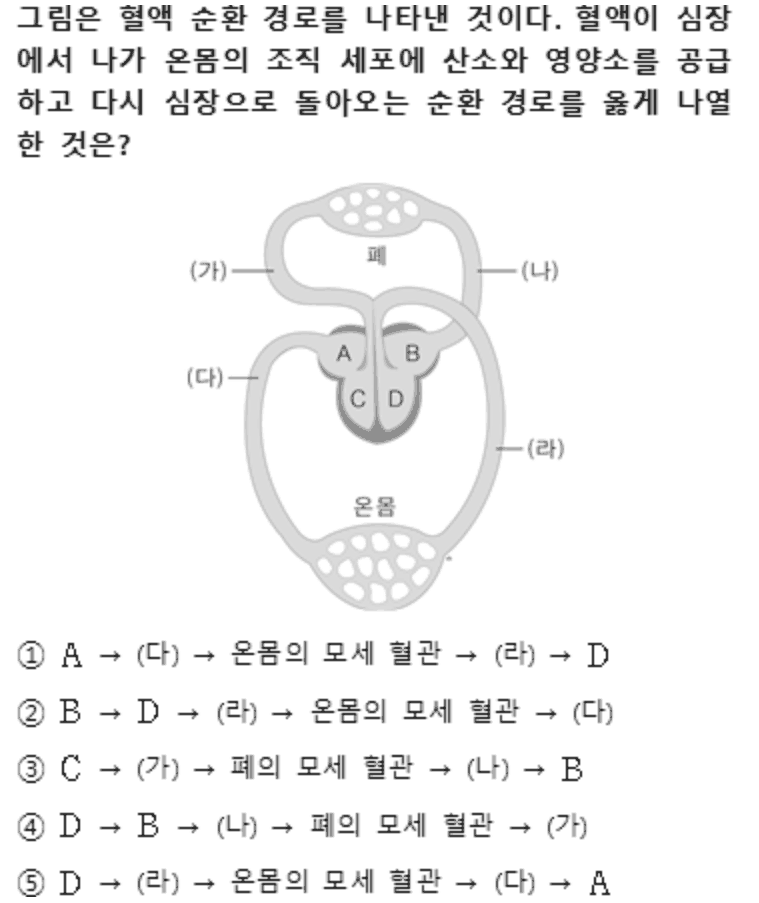 그림은 혈액 순환 경로를 나타낸 것이다. 혈액이 심장
에서 나가 온몸의 조직 세포에 산소와 영양소를 공급
하고 다시 심장으로 돌아오는 순환 경로를 옳게 나열
한 것은?
폐
(가)
(나)
A
B
(다)
C
D
(라)
온몸
① A → (다) → 온몸의 모세 혈관 → (라) → D
② B → D → (라) → 온몸의 모세 혈관 → (다)
③ C → (가) → 폐의 모세 혈관 → (나) → B
④ D → B → (나) → 폐의 모세 혈관 → (가)
⑤ D → (라) → 온몸의 모세 혈관 → (다) → A